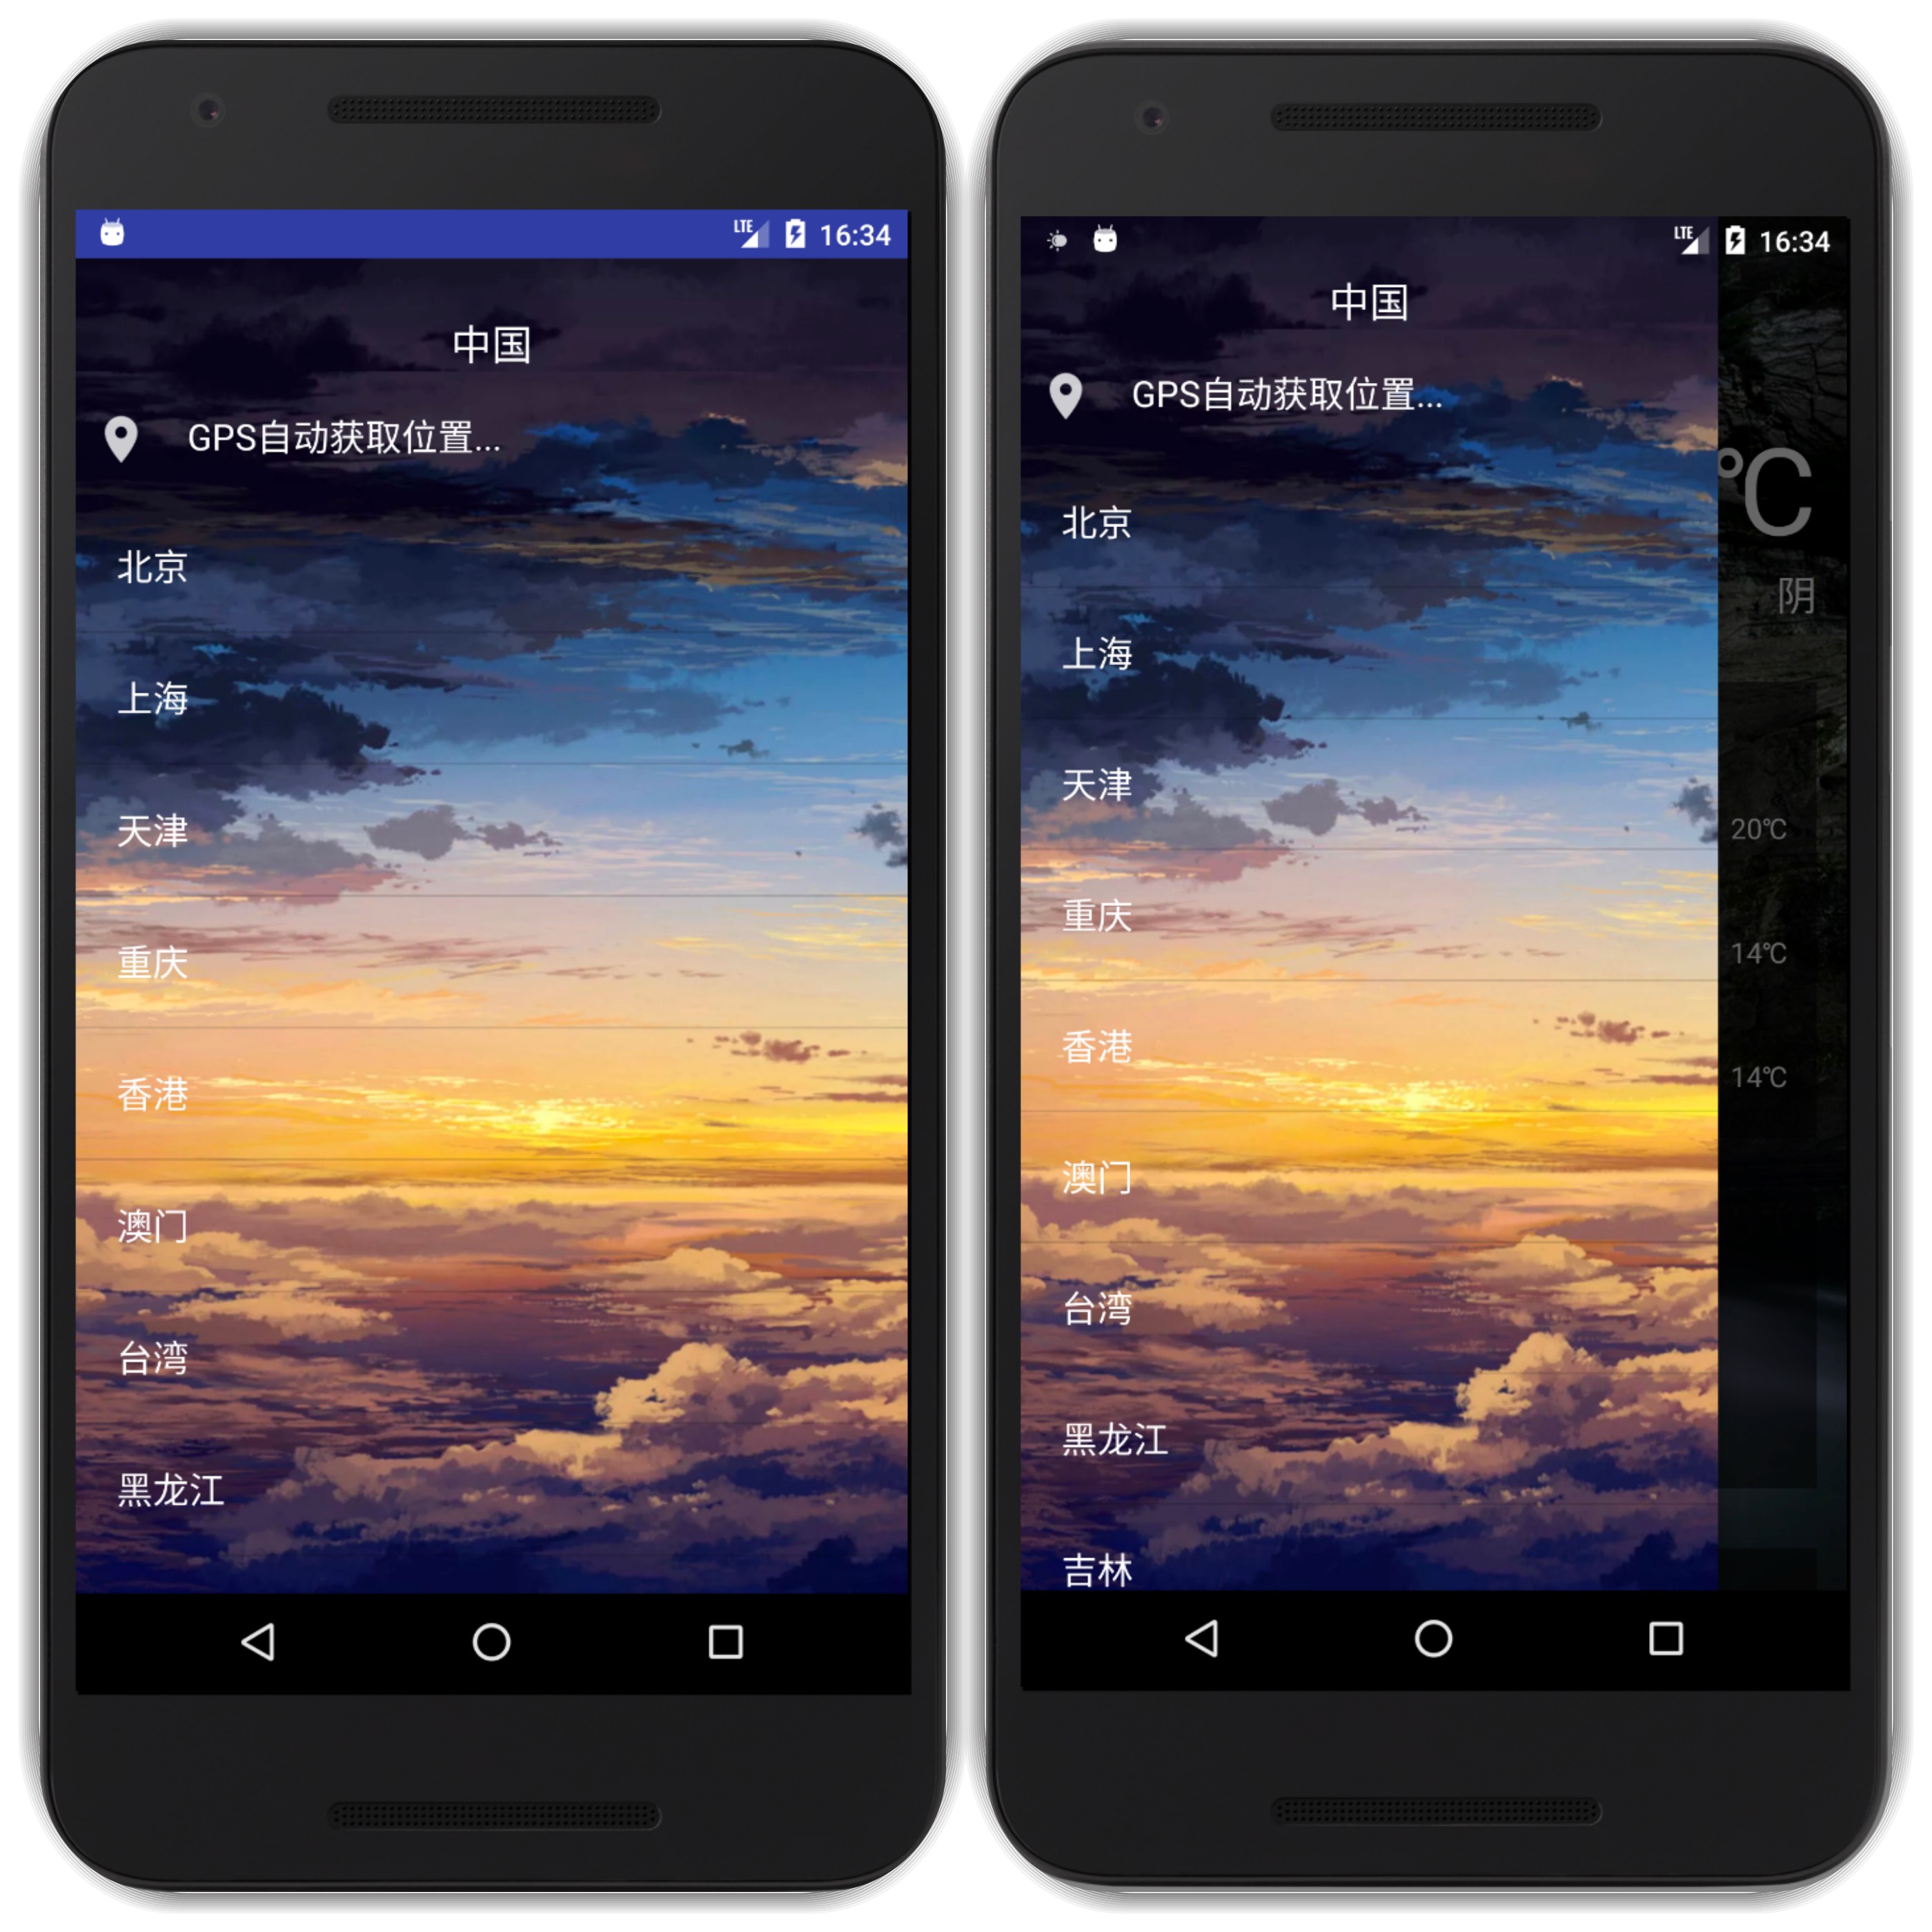 LTE 16:34
中国
GPS自动获取位置...
北京
上海
天津
重庆
香港
澳门
台湾
黑龙江
LTE 16:34
中国
GPS自动获取位置...
北京
上海
天津
重庆
香港
澳门
台湾
黑龙江
吉林
℃
阴
20℃
14℃
14℃